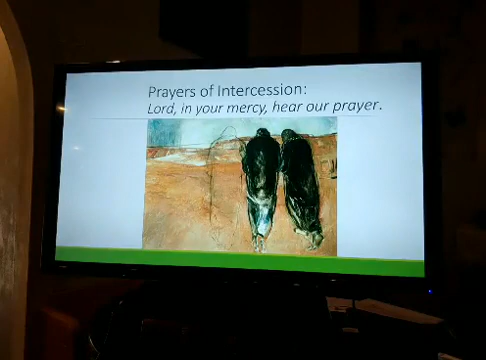 Prayers of Intercession:
Lord, in your mercy, hear our prayer.